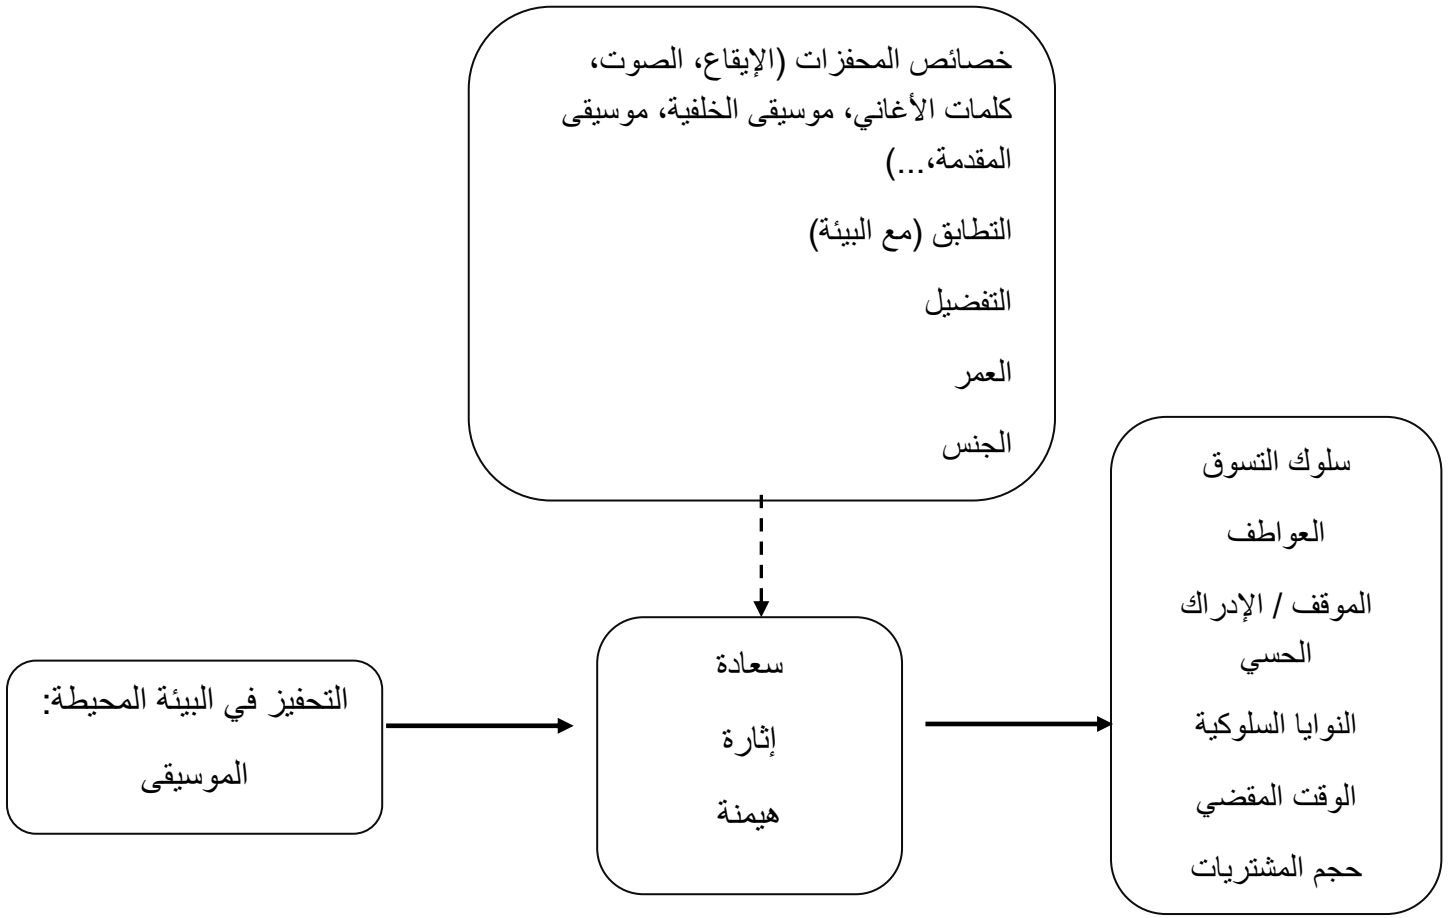 خصائص المحفزات (الإيقاع، الصوت،
كلمات الأغاني، موسيقى الخلفية، موسيقى
المقدمة،...)
التطابق (مع البيئة)
التفضيل
العمر
الجنس
سلوك التسوق
العواطف
الموقف / الإدراك
الحسي
النوايا السلوكية
الوقت المقضي
حجم المشتريات
سعادة
إثارة
هيمنة
التحفيز في البيئة المحيطة:
الموسيقى